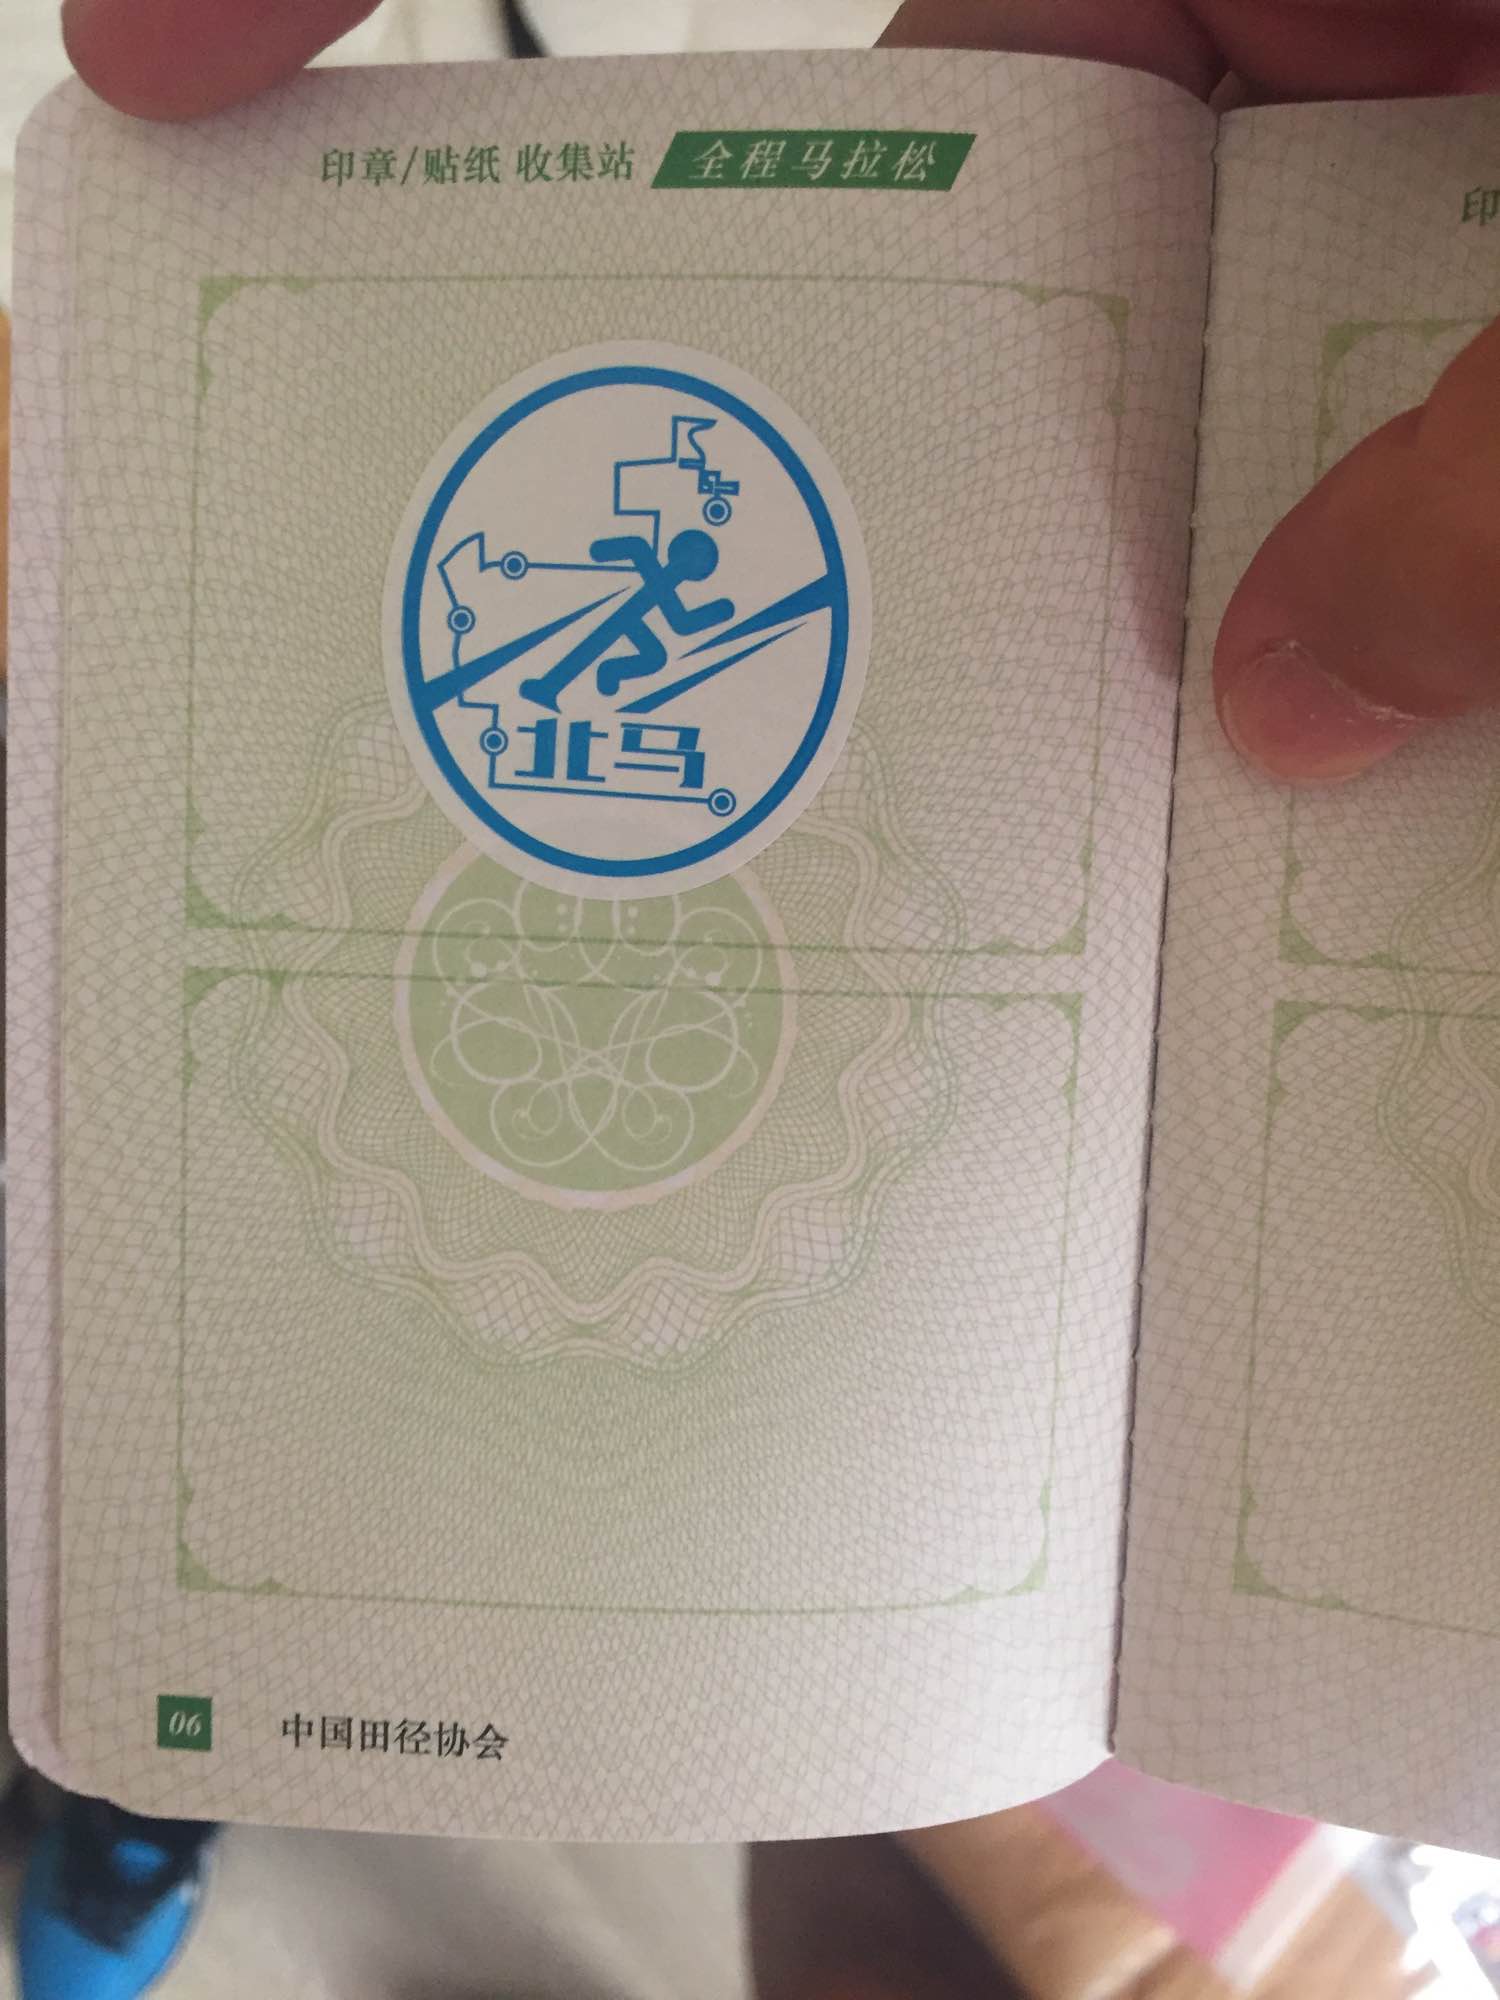 印章/贴纸 收集站 全程马拉松
印
北马
06 中国田径协会